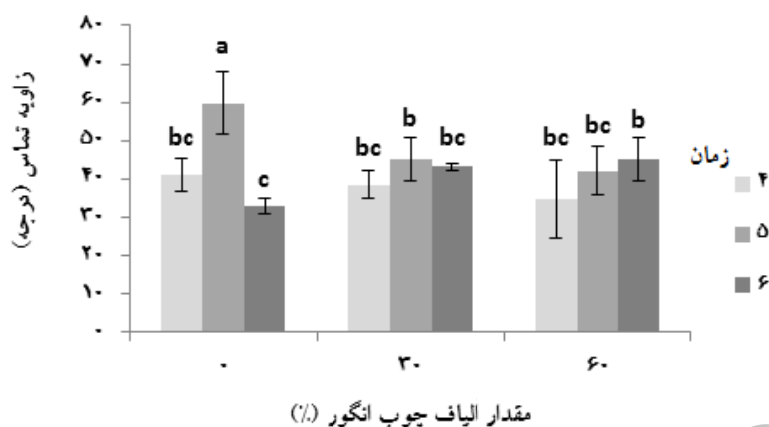 زاویه تماس (درجه)
۸۰
۷۰
۶۰
۵۰
۴۰
۳۰
۲۰
۱۰
۰
bc a c
bc b bc
bc bc b
۰ ۳۰ ۶۰
مقدار الیاف چوب انگور (٪)
زمان
۴
۵
۶